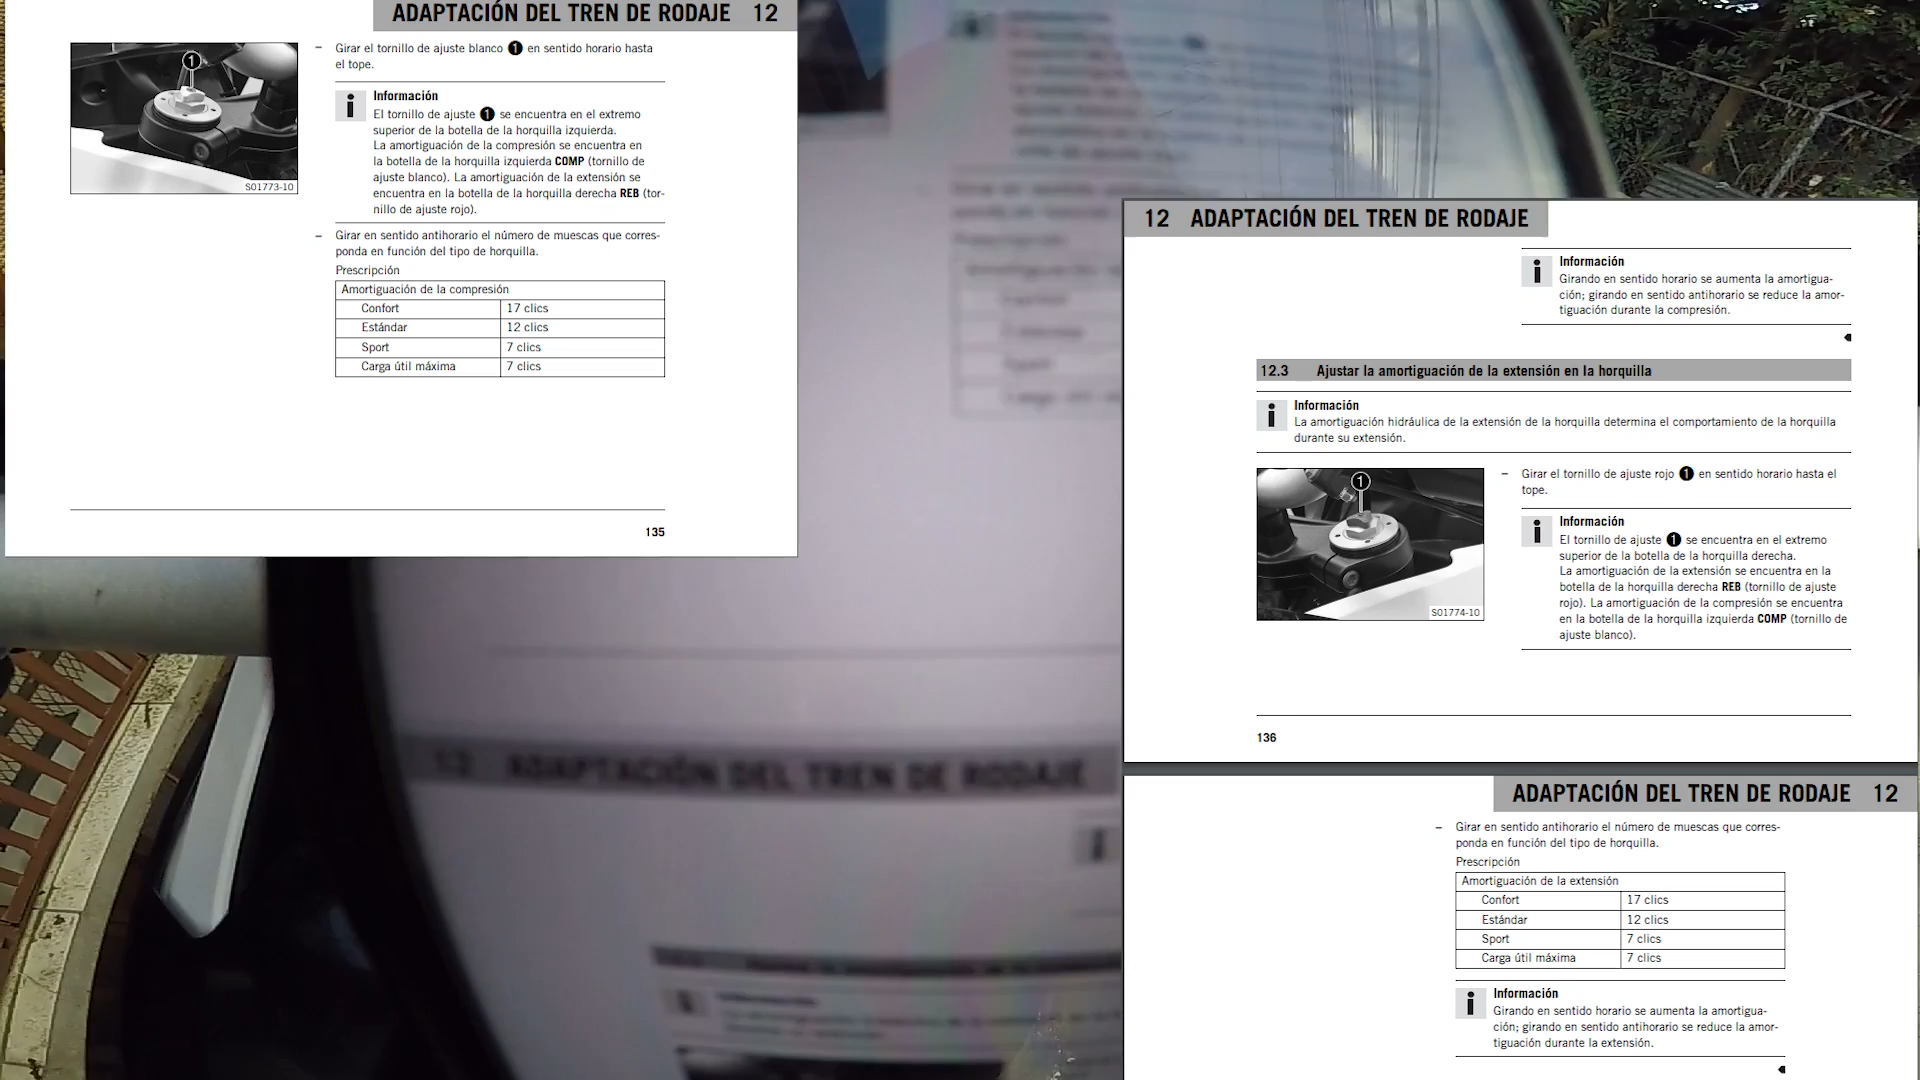 ADAPTACIÓN DEL TREN DE RODAJE 12
1
S01773-10
– Girar el tornillo de ajuste blanco 1 en sentido horario hasta
el tope.
i Información
El tornillo de ajuste 1 se encuentra en el extremo
superior de la botella de la horquilla izquierda.
La amortiguación de la compresión se encuentra en
la botella de la horquilla izquierda COMP (tornillo de
ajuste blanco). La amortiguación de la extensión se
encuentra en la botella de la horquilla derecha REB (tor-
nillo de ajuste rojo).
– Girar en sentido antihorario el número de muescas que corres-
ponda en función del tipo de horquilla.
Prescripción
Amortiguación de la compresión
Confort 17 clics
Estándar 12 clics
Sport 7 clics
Carga útil máxima 7 clics
135
12 ADAPTACIÓN DEL TREN DE RODAJE
12 ADAPTACIÓN DEL TREN DE RODAJE
i Información
Girando en sentido horario se aumenta la amortigua-
ción; girando en sentido antihorario se reduce la amor-
tiguación durante la compresión.
12.3 Ajustar la amortiguación de la extensión en la horquilla
i Información
La amortiguación hidráulica de la extensión de la horquilla determina el comportamiento de la horquilla
durante su extensión.
1
S01774-10
– Girar el tornillo de ajuste rojo 1 en sentido horario hasta el
tope.
i Información
El tornillo de ajuste 1 se encuentra en el extremo
superior de la botella de la horquilla derecha.
La amortiguación de la extensión se encuentra en la
botella de la horquilla derecha REB (tornillo de ajuste
rojo). La amortiguación de la compresión se encuentra
en la botella de la horquilla izquierda COMP (tornillo de
ajuste blanco).
136
ADAPTACIÓN DEL TREN DE RODAJE 12
– Girar en sentido antihorario el número de muescas que corres-
ponda en función del tipo de horquilla.
Prescripción
Amortiguación de la extensión
Confort 17 clics
Estándar 12 clics
Sport 7 clics
Carga útil máxima 7 clics
i Información
Girando en sentido horario se aumenta la amortigua-
ción; girando en sentido antihorario se reduce la amor-
tiguación durante la extensión.